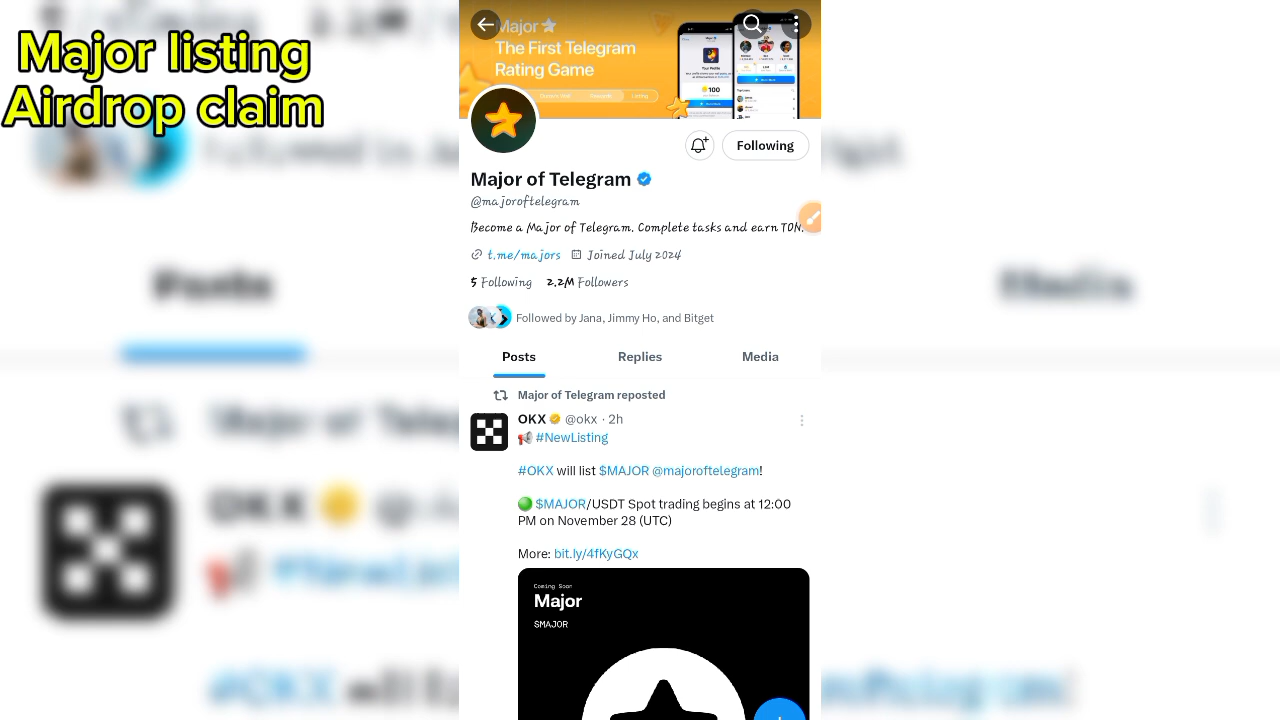 Major listing
Airdrop claim
Major
The First Telegram
Rating Game
100
Following
Major of Telegram
@majoroftelegram
Become a Major of Telegram. Complete tasks and earn TON.
t.me/majors Joined July 2024
5 Following 2.2M Followers
Followed by Jana, Jimmy Ho, and Bitget
Posts Replies Media
Major of Telegram reposted
OKX @okx · 2h
#NewListing
#OKX will list $MAJOR @majoroftelegram!
$MAJOR/USDT Spot trading begins at 12:00
PM on November 28 (UTC)
More: bit.ly/4fKyGQx
Coming Soon
Major
$MAJOR
Posts
Media